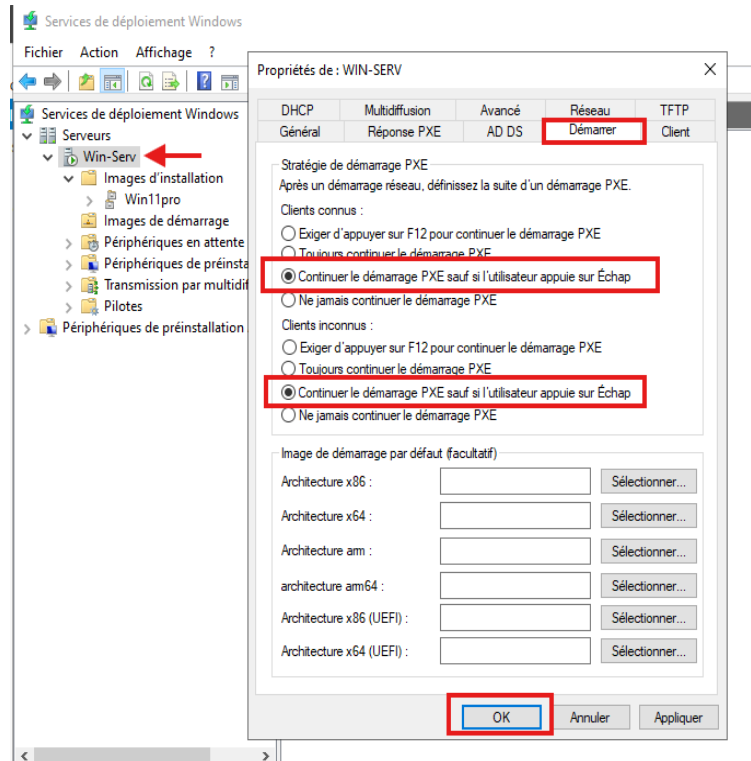 Services de déploiement Windows
Fichier Action Affichage ?
Services de déploiement Windows
Serveurs
Win-Serv
Images d'installation
Win11pro
Images de démarrage
Périphériques en attente
Périphériques de préinsta
Transmission par multidif
Pilotes
Périphériques de préinstallation
Propriétés de : WIN-SERV
DHCP Multidiffusion Avancé Réseau TFTP
Général Réponse PXE AD DS Démarrer Client
Stratégie de démarrage PXE
Après un démarrage réseau, définissez la suite d'un démarrage PXE.
Clients connus :
Exiger d'appuyer sur F12 pour continuer le démarrage PXE
Toujours continuer le démarrage PXE
Continuer le démarrage PXE sauf si l'utilisateur appuie sur Échap
Ne jamais continuer le démarrage PXE
Clients inconnus :
Exiger d'appuyer sur F12 pour continuer le démarrage PXE
Toujours continuer le démarrage PXE
Continuer le démarrage PXE sauf si l'utilisateur appuie sur Échap
Ne jamais continuer le démarrage PXE
Image de démarrage par défaut (facultatif)
Architecture x86 : Sélectionner...
Architecture x64 : Sélectionner...
Architecture arm : Sélectionner...
architecture arm64 : Sélectionner...
Architecture x86 (UEFI) : Sélectionner...
Architecture x64 (UEFI) : Sélectionner...
OK Annuler Appliquer